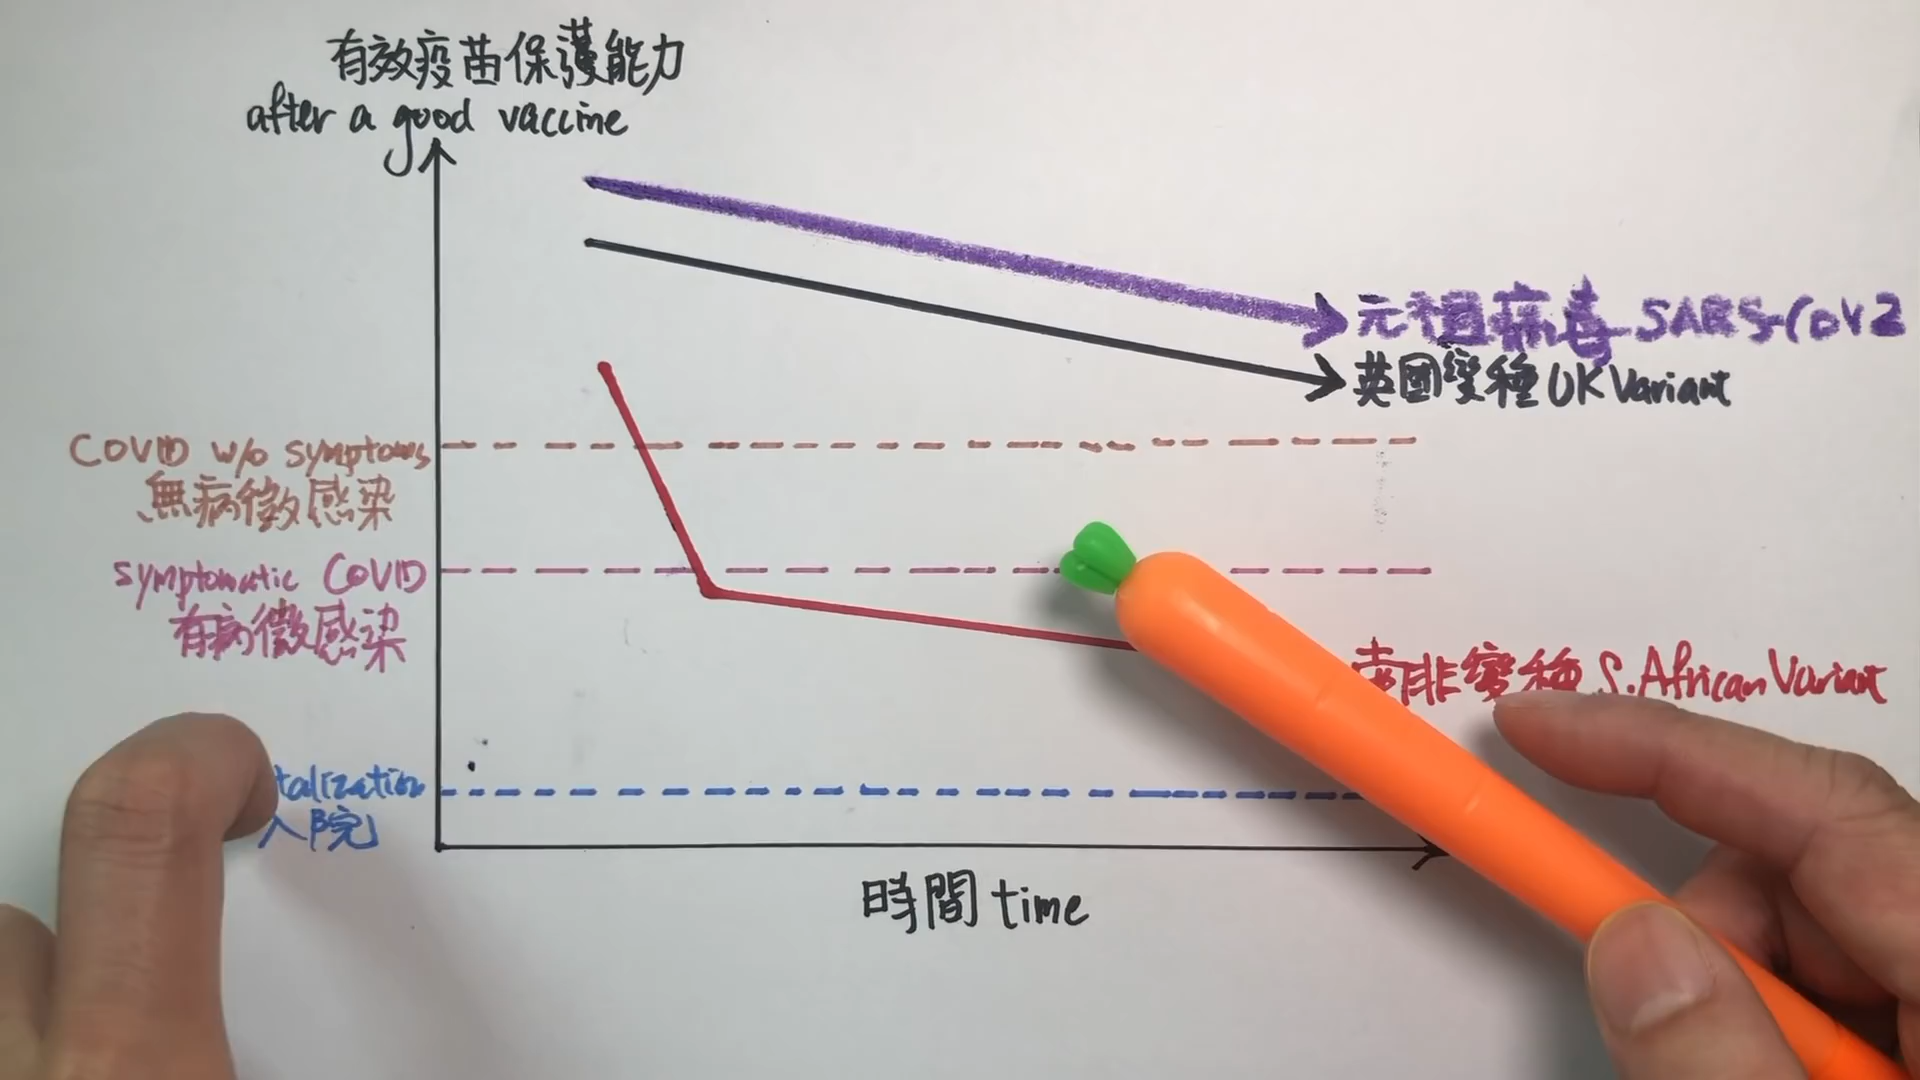 有效疫苗保護能力
after a good vaccine
元祖病毒 SARS-CoV2
英國變種 UK Variant
COVID w/o symptoms
無病徵感染
symptomatic COVID
有病徵感染
南非變種 S.African Variant
talization
入院
時間 time